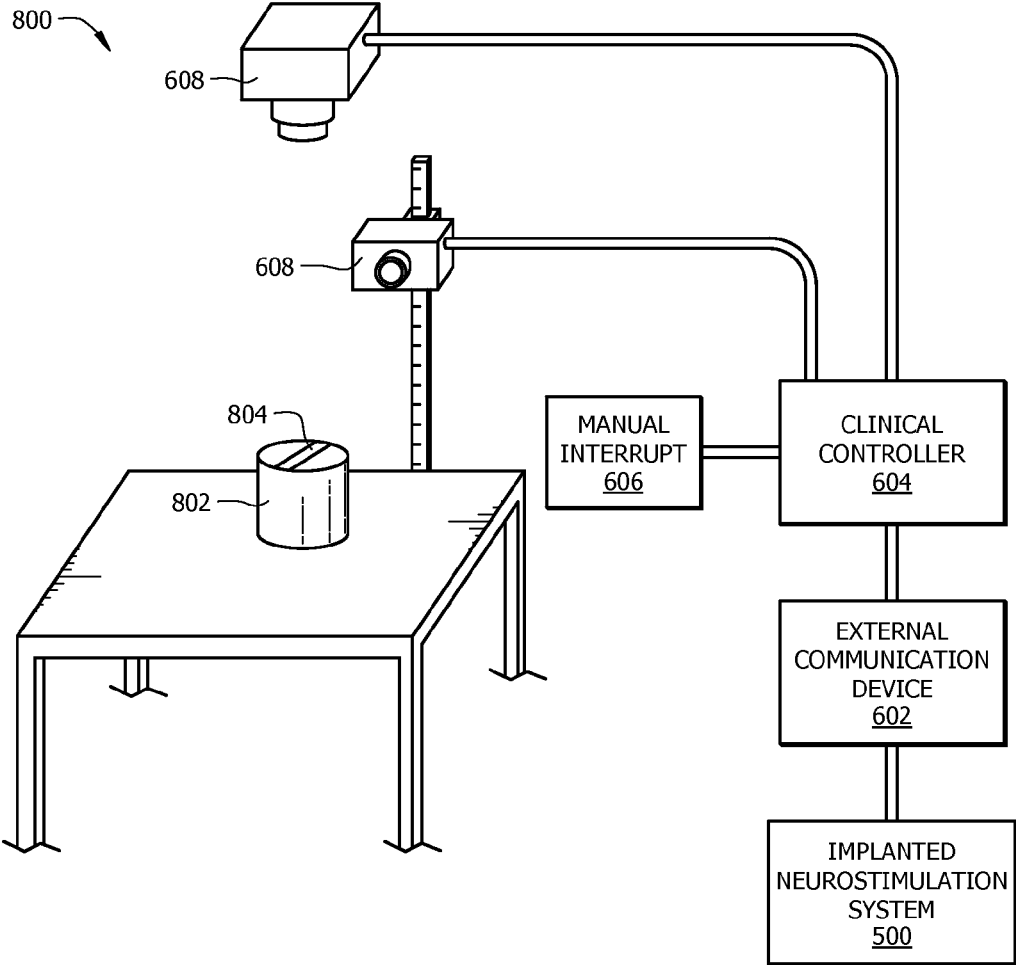 800
608
608
804
802
MANUAL
INTERRUPT
606
CLINICAL
CONTROLLER
604
EXTERNAL
COMMUNICATION
DEVICE
602
IMPLANTED
NEUROSTIMULATION
SYSTEM
500